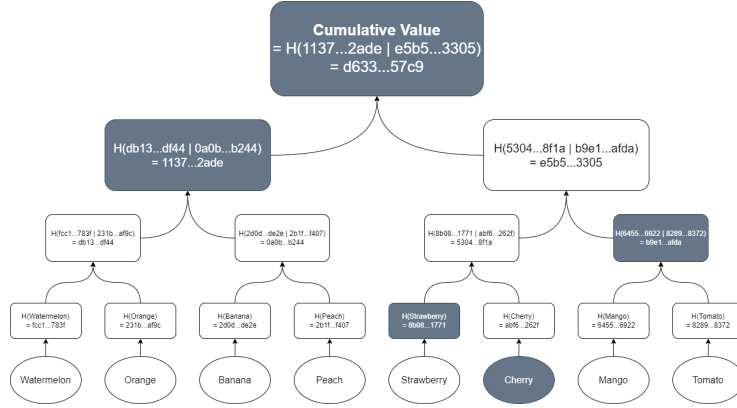 Cumulative Value
= H(1137...2ade | e5b5...3305)
= d633...57c9
H(db13...df44 | 0a0b...b244)
= 1137...2ade
H(5304...8f1a | b9e1...afda)
= e5b5...3305
H(fcc1...783f | 231b...af9c)
= db13...df44
H(2d0d...de2e | 2b1f...f407)
= 0a0b...b244
H(8b08...1771 | abf6...262f)
= 5304...8f1a
H(6455...6922 | 8289...8372)
= b9e1...afda
H(Watermelon)
= fcc1...783f
H(Orange)
= 231b...af9c
H(Banana)
= 2d0d...de2e
H(Peach)
= 2b1f...f407
H(Strawberry)
= 8b08...1771
H(Cherry)
= abf6...262f
H(Mango)
= 6455...6922
H(Tomato)
= 8289...8372
Watermelon
Orange
Banana
Peach
Strawberry
Cherry
Mango
Tomato